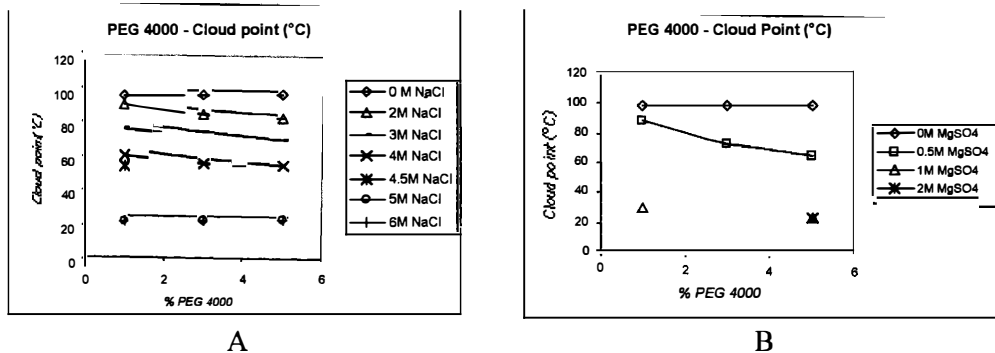 PEG 4000 - Cloud point (°C)
120
100
80
60
40
20
0
0 2 4 6
Cloud point (°C)
% PEG 4000
0 M NaCl
2M NaCl
3M NaCl
4M NaCl
4.5M NaCl
5M NaCl
6M NaCl
A
PEG 4000 - Cloud Point (°C)
120
100
80
60
40
20
0
0 2 4 6
Cloud point (°C)
% PEG 4000
0M MgSO4
0.5M MgSO4
1M MgSO4
2M MgSO4
B